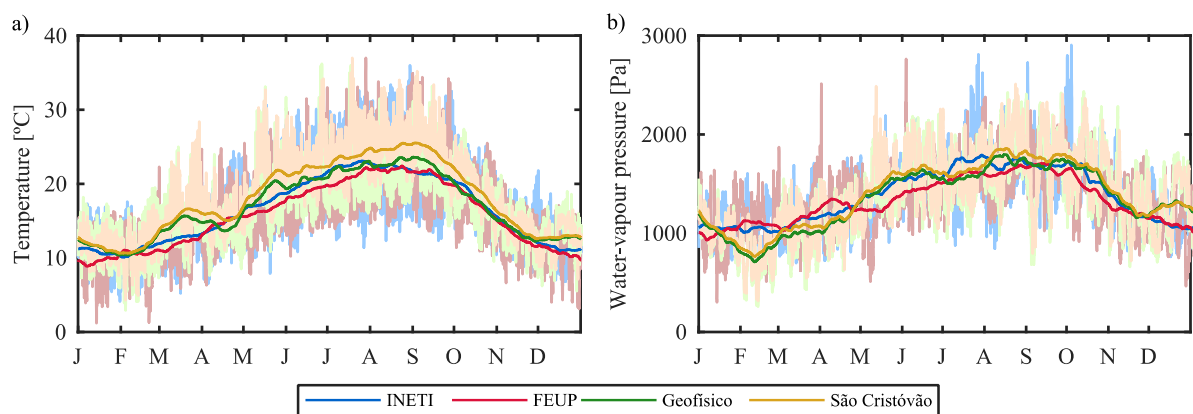 a)
Temperature [ºC]
40
30
20
10
0
J F M A M J J A S O N D
b)
Water-vapour pressure [Pa]
3000
2000
1000
0
J F M A M J J A S O N D
INETI FEUP Geofísico São Cristóvão